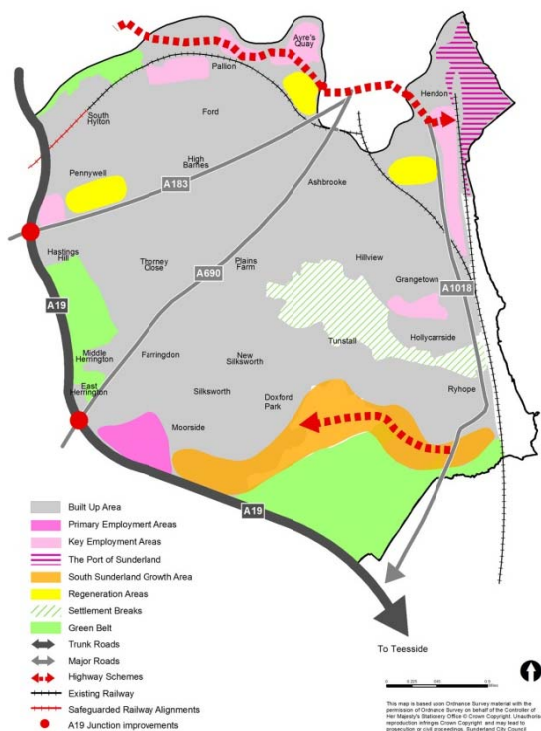 Ayre's
Quay
Pallion
Hendon
South
Hylton
Ford
High
Barnes
Pennywell
A183
Ashbrooke
Hastings
Hill
Thorney
Close
A690
Plains
Farm
Hillview
Grangetown
A1018
A19
Middle
Herrington
Farringdon
New
Silksworth
Tunstall
Hollycarrside
East
Herrington
Silksworth
Doxford
Park
Ryhope
Moorside
A19
Built Up Area
Primary Employment Areas
Key Employment Areas
The Port of Sunderland
South Sunderland Growth Area
Regeneration Areas
Settlement Breaks
Green Belt
Trunk Roads
Major Roads
Highway Schemes
Existing Railway
Safeguarded Railway Alignments
A19 Junction improvements
To Teesside
This map is based upon Ordnance Survey material with the
permission of Ordnance Survey on behalf of the Controller of
Her Majesty's Stationery Office © Crown Copyright. Unauthoris
reproduction infringes Crown Copyright and may lead to
prosecution or civil proceedings. Sunderland City Council